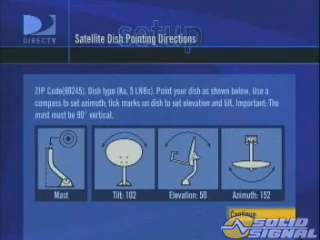 setup
DIRECTV
Satellite Dish Pointing Directions
ZIP Code(90245). Dish type (Ka, 5 LNBs). Point your dish as shown below. Use a
compass to set azimuth; tick marks on dish to set elevation and tilt. Important: The
mast must be 90° vertical.
Mast
Tilt: 102
Elevation: 50
Azimuth: 152
Continue
SOLID
SIGNAL